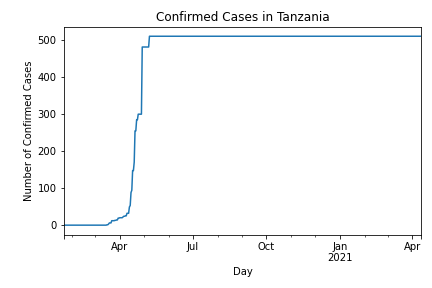 Confirmed Cases in Tanzania
Number of Confirmed Cases
500
400
300
200
100
0
Apr
Jul
Oct
Jan
2021
Apr
Day